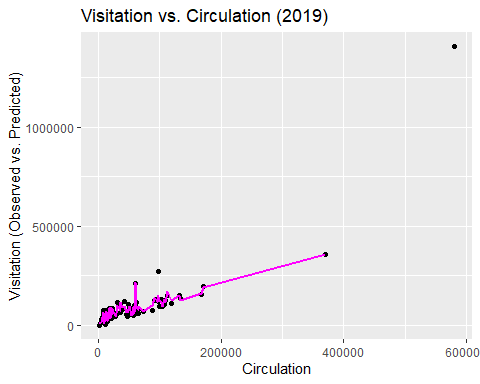 Visitation vs. Circulation (2019)
Visitation (Observed vs. Predicted)
1000000
500000
0
0 200000 400000 60000
Circulation